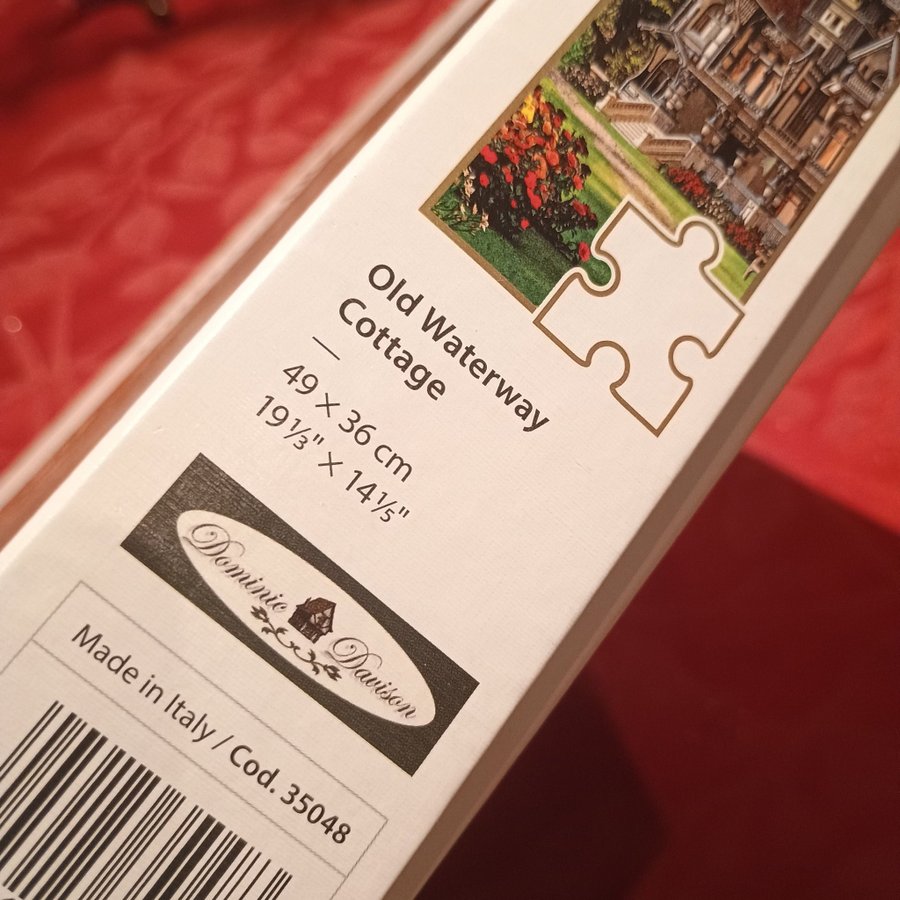 Old Waterway
Cottage
—
49 × 36 cm
19⅓" × 14⅕"
Dominic
Davison
Made in Italy / Cod. 35048